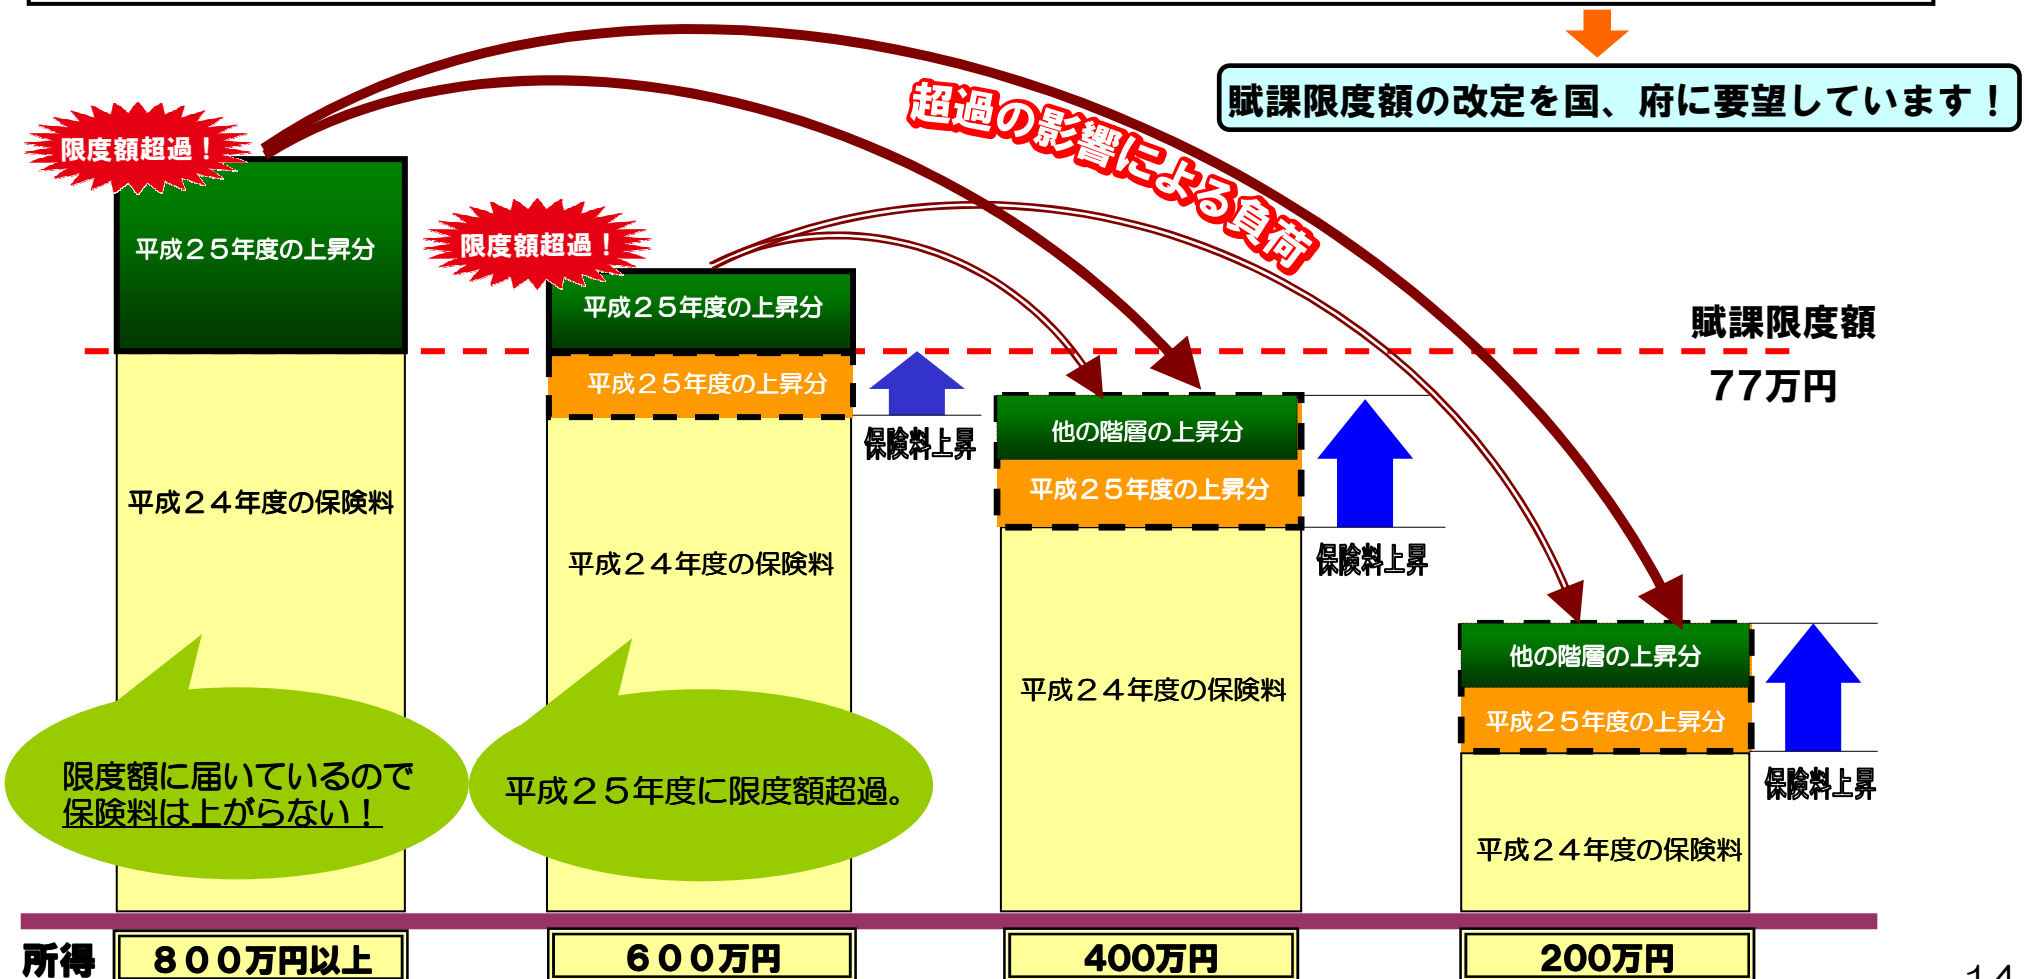 賦課限度額の改定を国、府に要望しています！
超過の影響による負荷
限度額超過！
平成２５年度の上昇分
限度額超過！
平成２５年度の上昇分
賦課限度額
77万円
平成２５年度の上昇分
保険料上昇
他の階層の上昇分
平成２５年度の上昇分
保険料上昇
平成２４年度の保険料
平成２４年度の保険料
平成２４年度の保険料
他の階層の上昇分
平成２５年度の上昇分
保険料上昇
平成２４年度の保険料
限度額に届いているので
保険料は上がらない！
平成２５年度に限度額超過。
所得
８００万円以上
６００万円
400万円
200万円
14